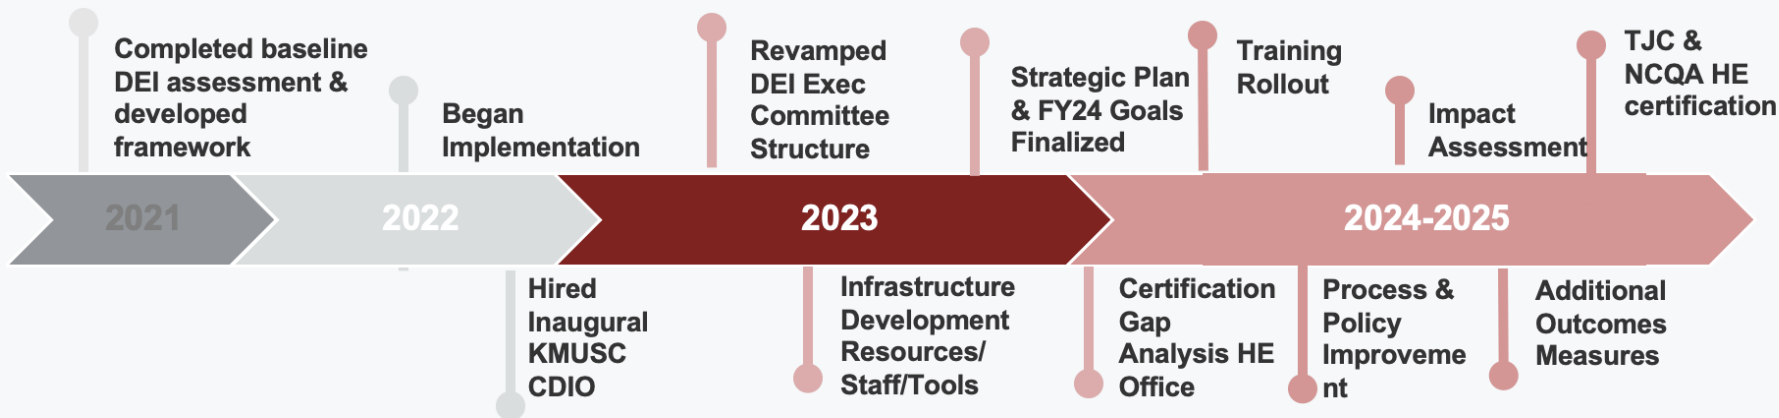 Completed baseline
DEI assessment &
developed
framework
Began
Implementation
Revamped
DEI Exec
Committee
Structure
Strategic Plan
& FY24 Goals
Finalized
Training
Rollout
Impact
Assessment
TJC &
NCQA HE
certification
2021
2022
2023
2024-2025
Hired
Inaugural
KMUSC
CDIO
Infrastructure
Development
Resources/
Staff/Tools
Certification
Gap
Analysis HE
Office
Process &
Policy
Improveme
nt
Additional
Outcomes
Measures